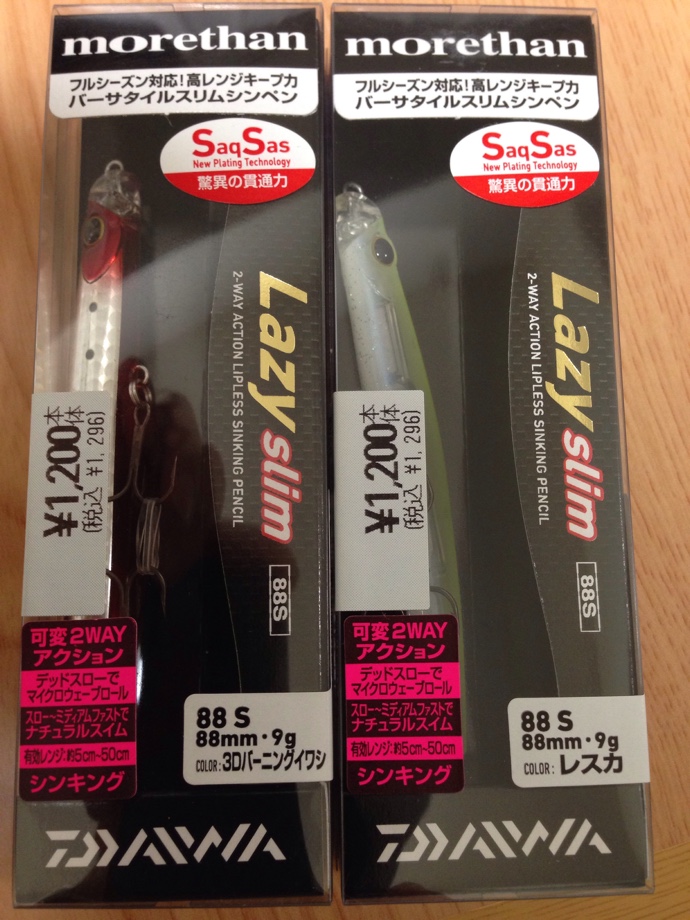 morethan
フルシーズン対応!高レンジキープ力
バーサタイルスリムシンペン
SaqSas
New Plating Technology
驚異の貫通力
Lazy slim
2-WAY ACTION LIPLESS SINKING PENCIL
88S
本体
¥1,200
(税込 ¥1,296)
可変2WAY
アクション
デッドスローで
マイクロウェーブロール
スロー~ミディアムファストで
ナチュラルスイム
有効レンジ:約5cm~50cm
シンキング
88 S
88mm・9g
COLOR: 3Dバーニングイワシ
DAIWA
morethan
フルシーズン対応!高レンジキープ力
バーサタイルスリムシンペン
SaqSas
New Plating Technology
驚異の貫通力
Lazy slim
2-WAY ACTION LIPLESS SINKING PENCIL
88S
本体
¥1,200
(税込 ¥1,296)
可変2WAY
アクション
デッドスローで
マイクロウェーブロール
スロー~ミディアムファストで
ナチュラルスイム
有効レンジ:約5cm~50cm
シンキング
88 S
88mm・9g
COLOR: レスカ
DAIWA